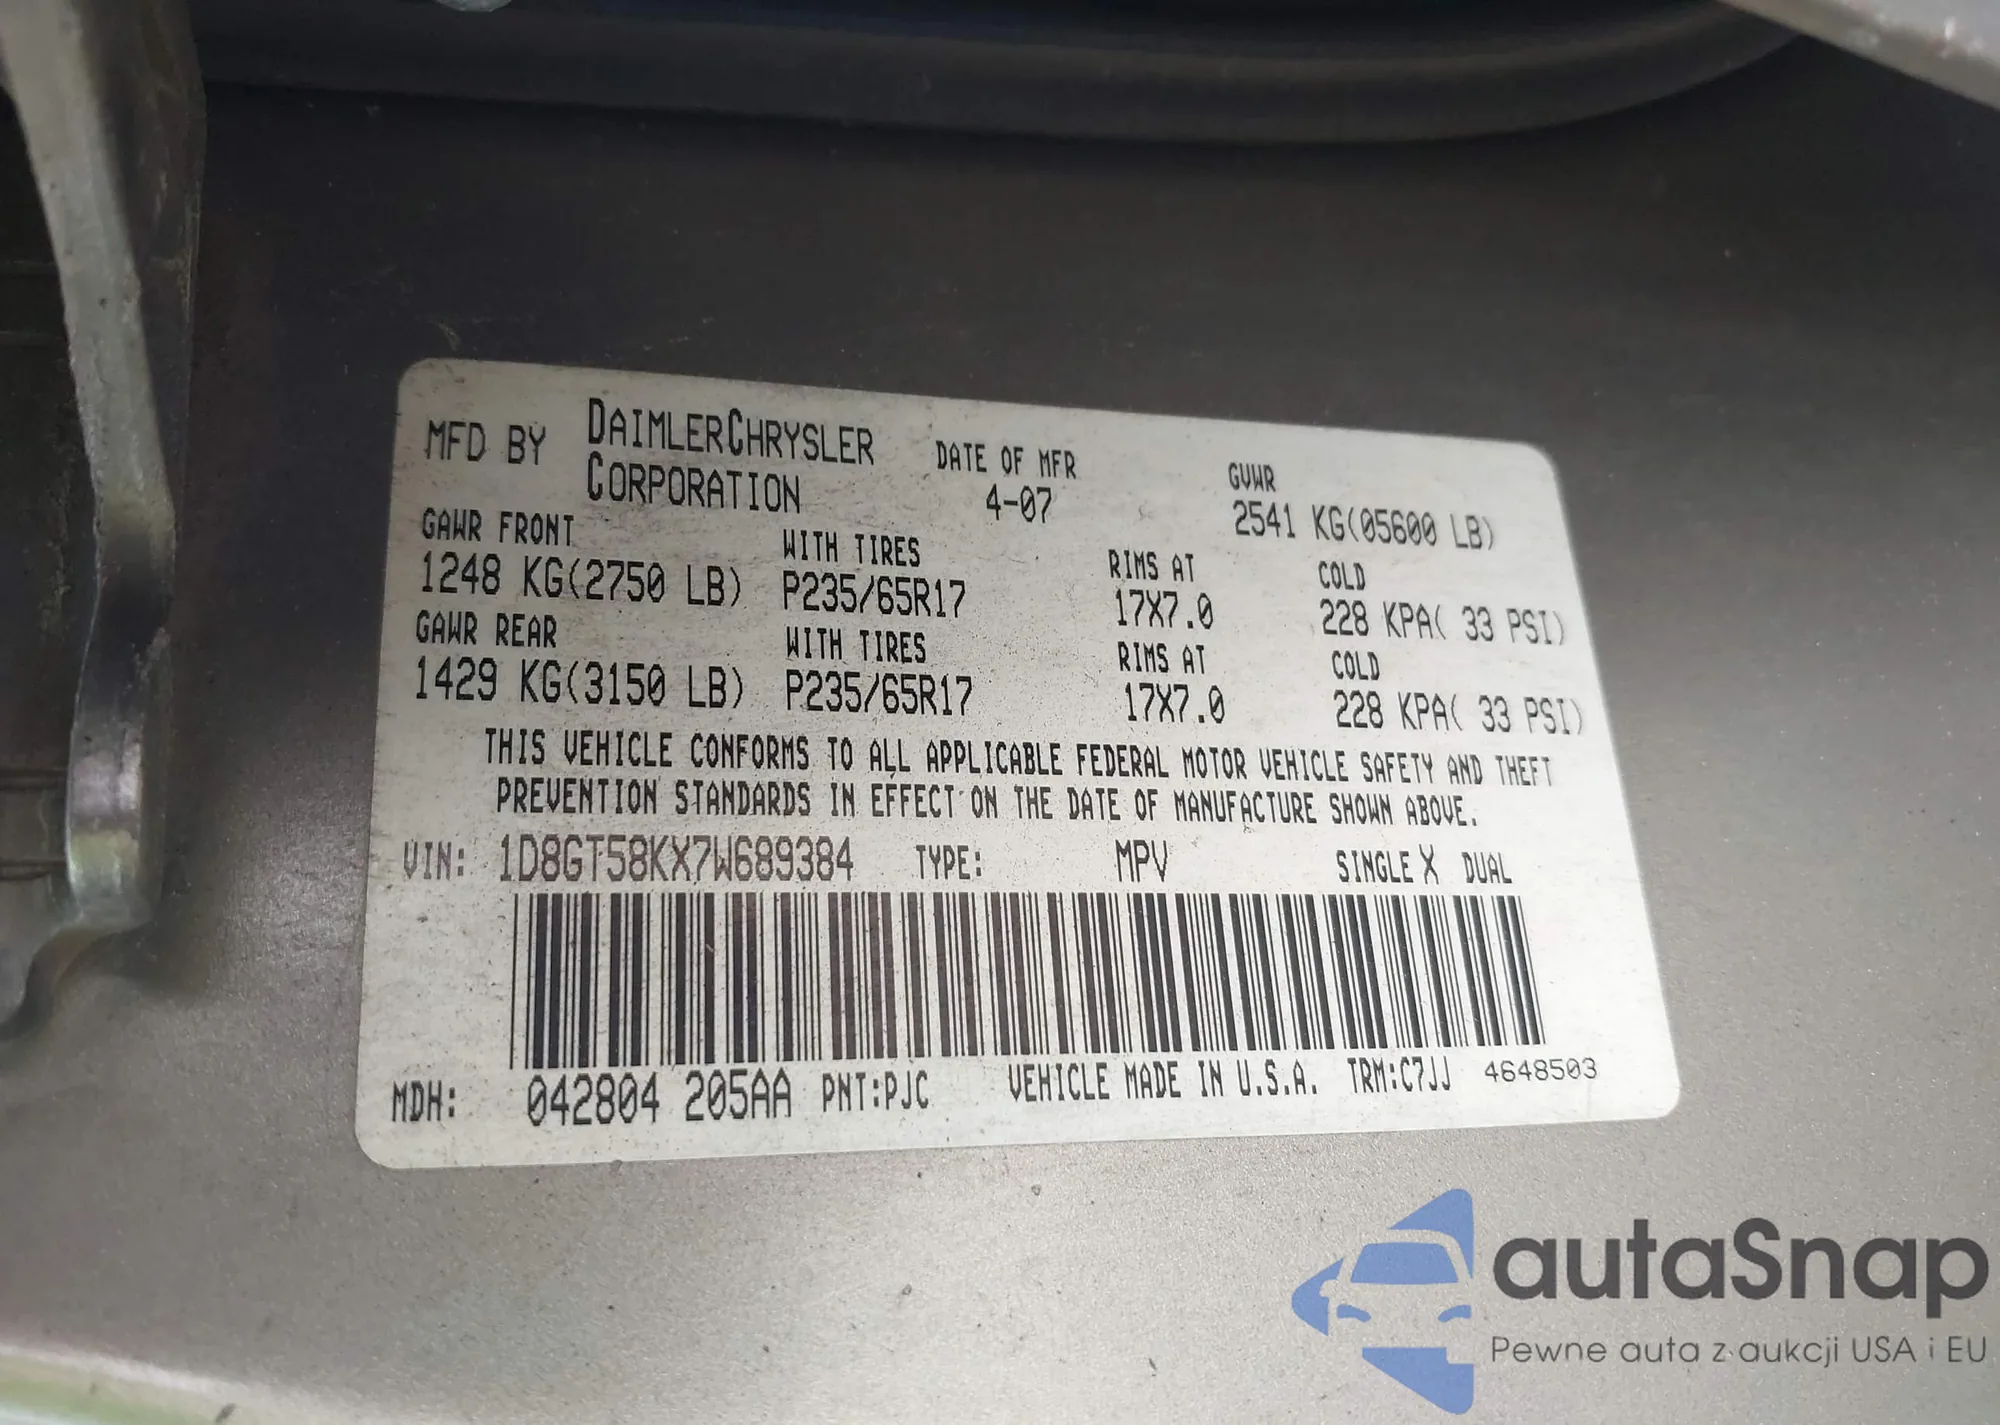 MFD BY DAIMLERCHRYSLER CORPORATION
DATE OF MFR 4-07
GVWR 2541 KG(05600 LB)
GAWR FRONT WITH TIRES RIMS AT COLD
1248 KG(2750 LB) P235/65R17 17X7.0 228 KPA( 33 PSI)
GAWR REAR WITH TIRES RIMS AT COLD
1429 KG(3150 LB) P235/65R17 17X7.0 228 KPA( 33 PSI)
THIS VEHICLE CONFORMS TO ALL APPLICABLE FEDERAL MOTOR VEHICLE SAFETY AND THEFT
PREVENTION STANDARDS IN EFFECT ON THE DATE OF MANUFACTURE SHOWN ABOVE.
VIN: 1D8GT58KX7W689384 TYPE: MPV SINGLE X DUAL
MDH: 042804 205AA PNT:PJC VEHICLE MADE IN U.S.A. TRM:C7JJ 4648503
autaSnap
Pewne auta z aukcji USA i EU